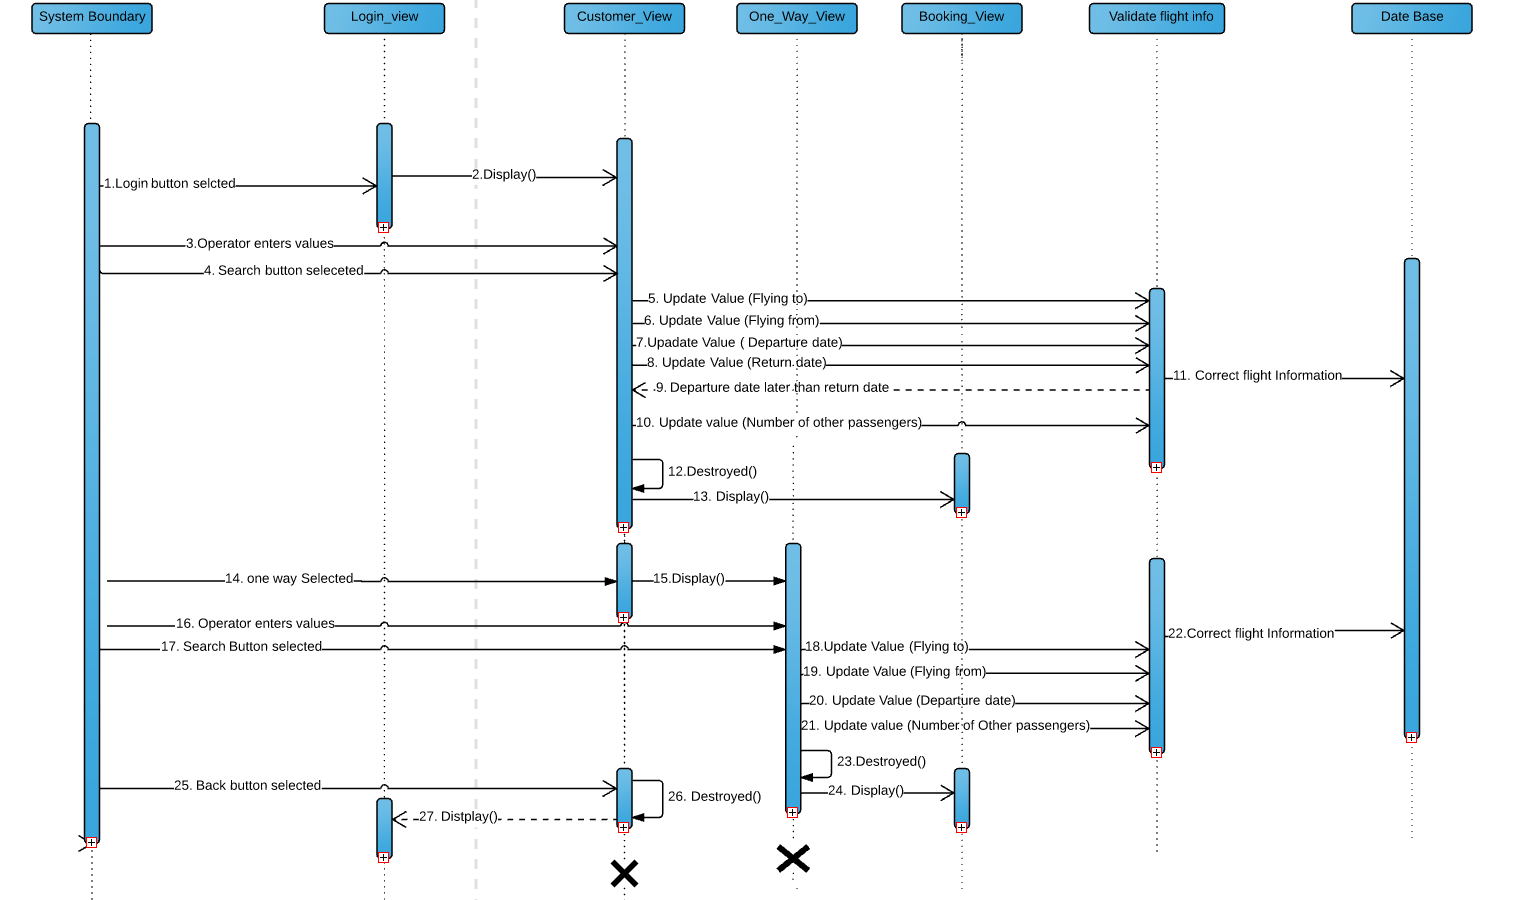 System Boundary
Login_view
Customer_View
One_Way_View
Booking_View
Validate flight info
Date Base
1.Login button selcted
2.Display()
3.Operator enters values
4. Search button seleceted
5. Update Value (Flying to)
6. Update Value (Flying from)
7.Upadate Value ( Departure date)
8. Update Value (Return date)
9. Departure date later than return date
11. Correct flight Information
10. Update value (Number of other passengers)
12.Destroyed()
13. Display()
14. one way Selected
15.Display()
16. Operator enters values
17. Search Button selected
18.Update Value (Flying to)
22.Correct flight Information
19. Update Value (Flying from)
20. Update Value (Departure date)
21. Update value (Number of Other passengers)
23.Destroyed()
24. Display()
25. Back button selected
26. Destroyed()
27. Distplay()